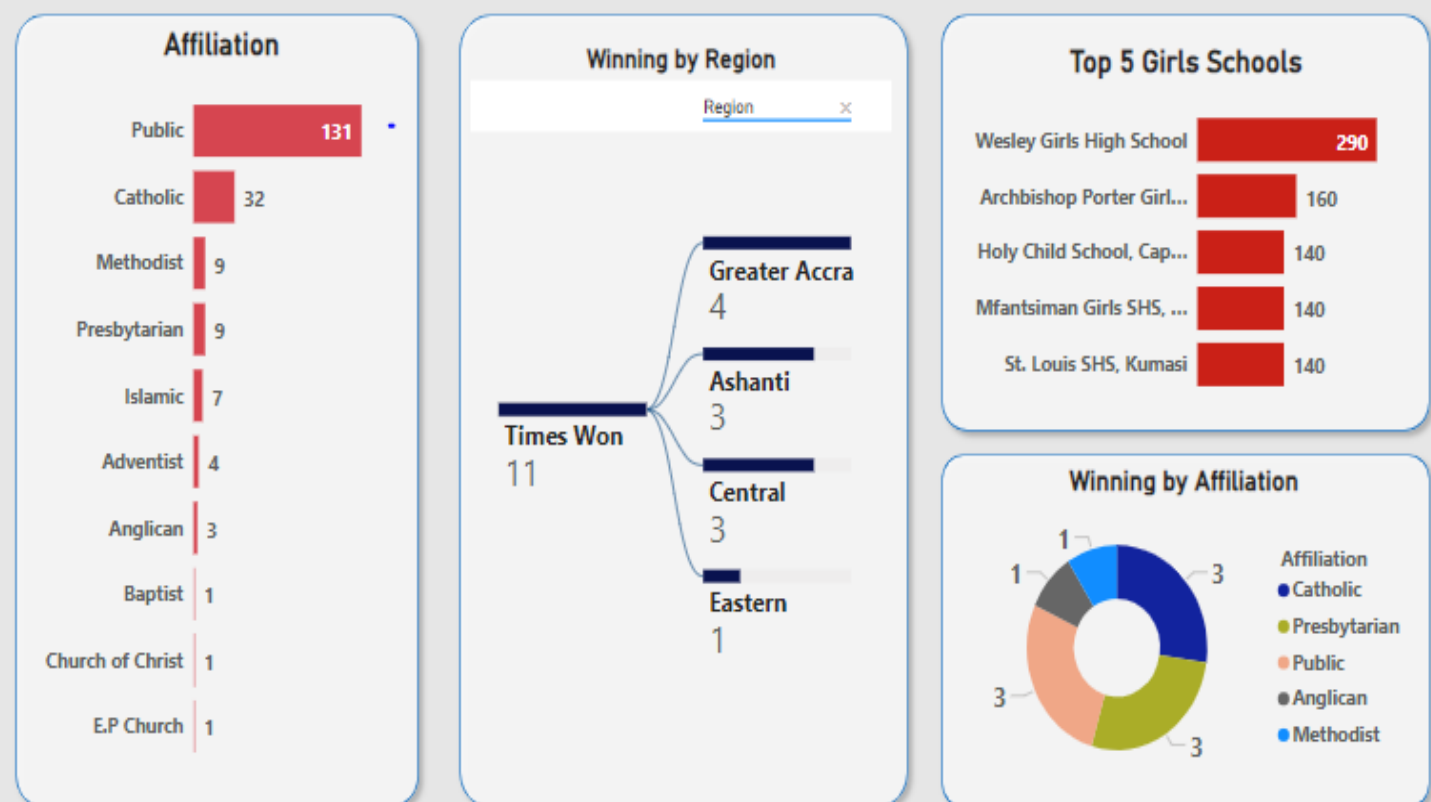 Affiliation
Public 131
Catholic 32
Methodist 9
Presbytarian 9
Islamic 7
Adventist 4
Anglican 3
Baptist 1
Church of Christ 1
E.P Church 1
Winning by Region
Region ×
Times Won
11
Greater Accra
4
Ashanti
3
Central
3
Eastern
1
Top 5 Girls Schools
Wesley Girls High School 290
Archbishop Porter Girl... 160
Holy Child School, Cap... 140
Mfantsiman Girls SHS, ... 140
St. Louis SHS, Kumasi 140
Winning by Affiliation
1
1
3
3
3
Affiliation
Catholic
Presbytarian
Public
Anglican
Methodist